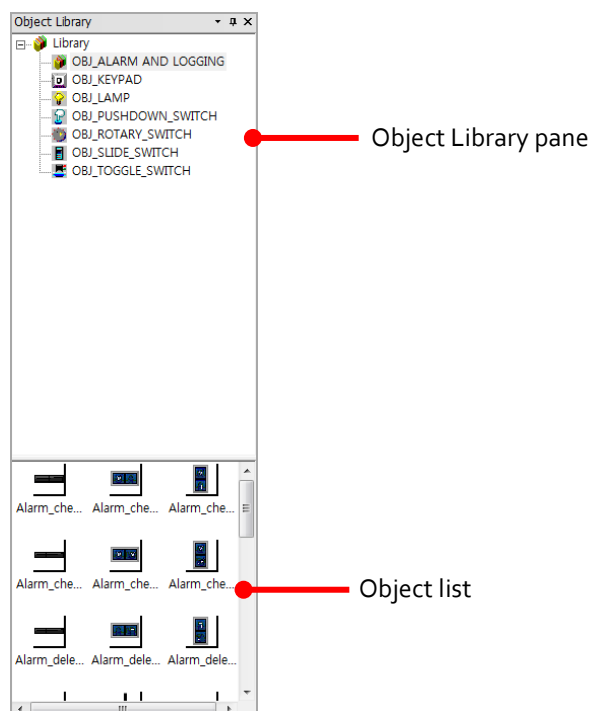 Object Library
Library
OBJ_ALARM AND LOGGING
OBJ_KEYPAD
OBJ_LAMP
OBJ_PUSHDOWN_SWITCH
OBJ_ROTARY_SWITCH
OBJ_SLIDE_SWITCH
OBJ_TOGGLE_SWITCH
Object Library pane
Alarm_che... Alarm_che... Alarm_che...
Alarm_che... Alarm_che... Alarm_che...
Object list
Alarm_dele... Alarm_dele... Alarm_dele...